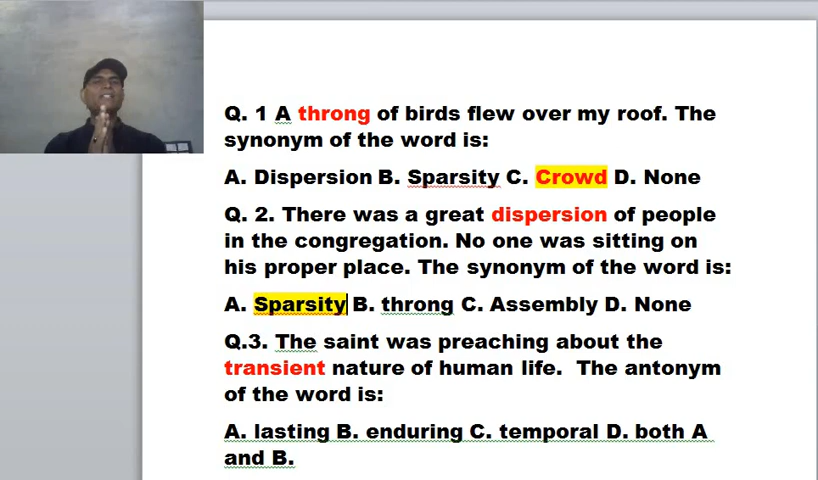 Q. 1 A throng of birds flew over my roof. The
synonym of the word is:
A. Dispersion B. Sparsity C. Crowd D. None
Q. 2. There was a great dispersion of people
in the congregation. No one was sitting on
his proper place. The synonym of the word is:
A. Sparsity B. throng C. Assembly D. None
Q.3. The saint was preaching about the
transient nature of human life. The antonym
of the word is:
A. lasting B. enduring C. temporal D. both A
and B.